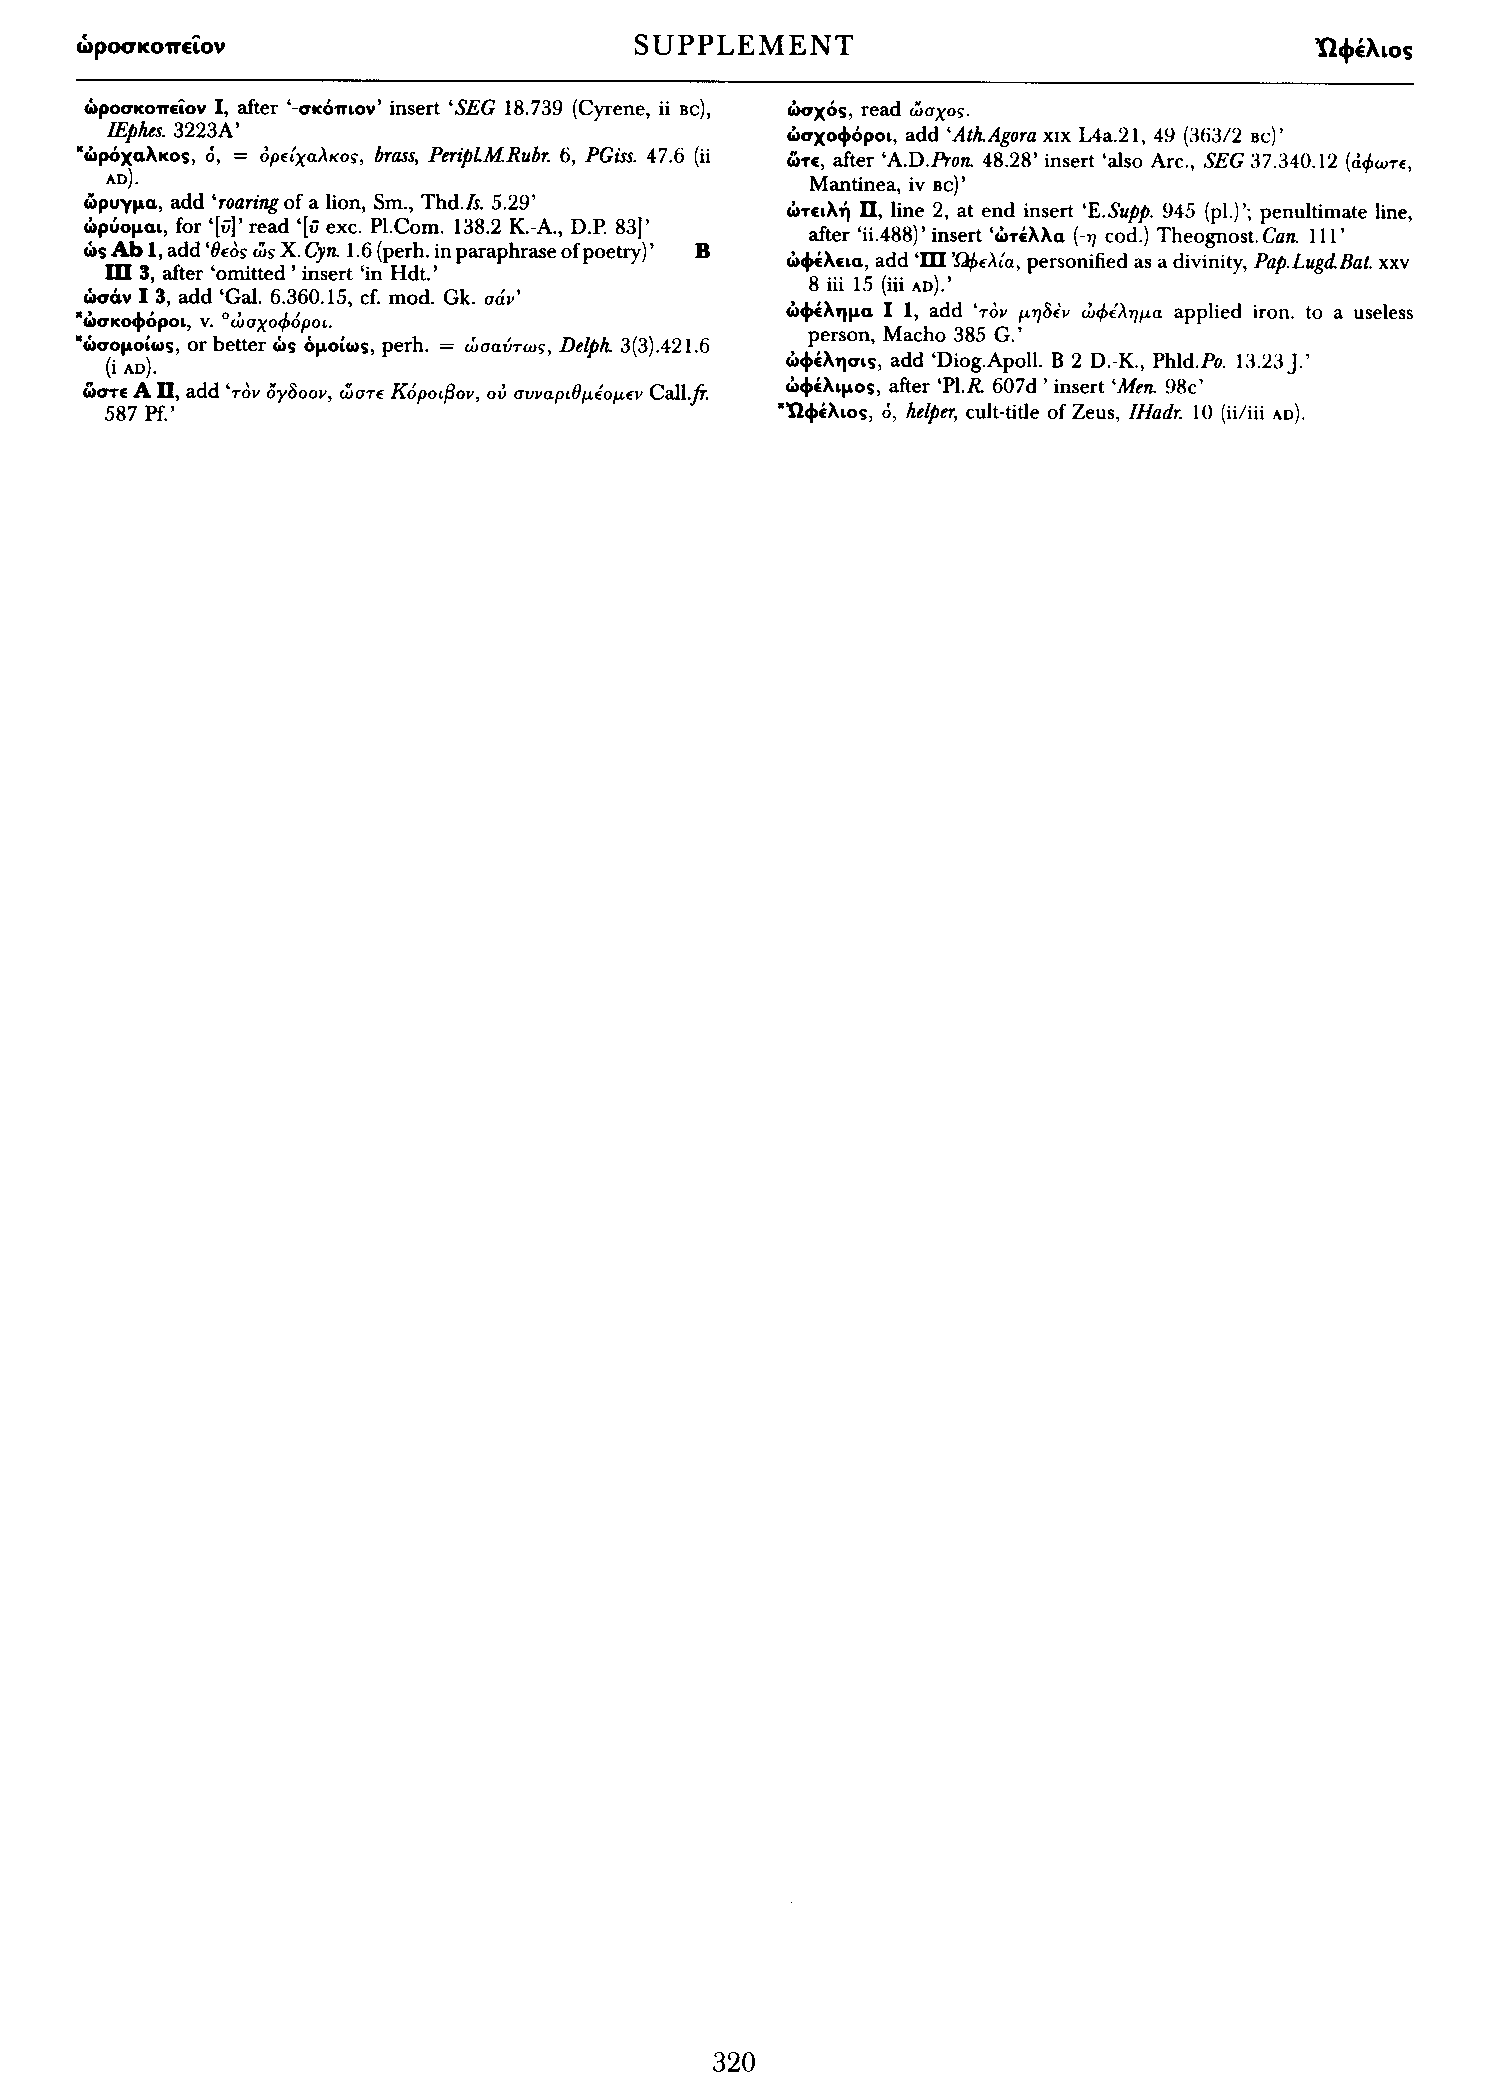 ὡροσκοπεῖον
SUPPLEMENT
Ὠφέλιος
ὡροσκοπεῖον I, after ‘-σκόπιον’ insert ‘SEG 18.739 (Cyrene, ii BC),
IEphes. 3223A’
*ὡρόχαλκος, ὁ, = ὀρείχαλκος, brass, Peripl.M.Rubr. 6, PGiss. 47.6 (ii
AD).
ὤρυγμα, add ‘roaring of a lion, Sm., Thd.Is. 5.29’
ὠρύομαι, for ‘[ῡ]’ read ‘[ῡ exc. Pl.Com. 138.2 K.-A., D.P. 83]’
ὡς Ab 1, add ‘θεὸς ὥς X. Cyn. 1.6 (perh. in paraphrase of poetry)’ B
III 3, after ‘omitted’ insert ‘in Hdt.’
ὡσάν I 3, add ‘Gal. 6.360.15, cf. mod. Gk. σάν’
*ὠσκοφόροι, v. °ὠσχοφόροι.
*ὡσομοίως, or better ὡς ὁμοίως, perh. = ὡσαύτως, Delph. 3(3).421.6
(i AD).
ὥστε A II, add ‘τὸν ὄγδοον, ὥστε Κόροιβον, οὐ συναριθμέομεν Call.fr.
587 Pf.’
ὠσχός, read ὦσχος.
ὠσχοφόροι, add ‘Ath.Agora XIX L4a.21, 49 (363/2 BC)’
ὥτε, after ‘A.D.Pron. 48.28’ insert ‘also Arc., SEG 37.340.12 (ἀφωτε,
Mantinea, iv BC)’
ὠτειλή II, line 2, at end insert ‘E.Supp. 945 (pl.)’; penultimate line,
after ‘ii.488)’ insert ‘ὠτέλλα (-η cod.) Theognost. Can. 111’
ὠφέλεια, add ‘III Ὠφελία, personified as a divinity, Pap.Lugd.Bat. XXV
8 iii 15 (iii AD).’
ὠφέλημα I 1, add ‘τὸν μηδὲν ὠφέλημα applied iron. to a useless
person, Macho 385 G.’
ὠφέλησις, add ‘Diog.Apoll. B 2 D.-K., Phld.Po. 13.23 J.’
ὠφέλιμος, after ‘Pl.R. 607d’ insert ‘Men. 98c’
*Ὠφέλιος, ὁ, helper, cult-title of Zeus, IHadr. 10 (ii/iii AD).
320